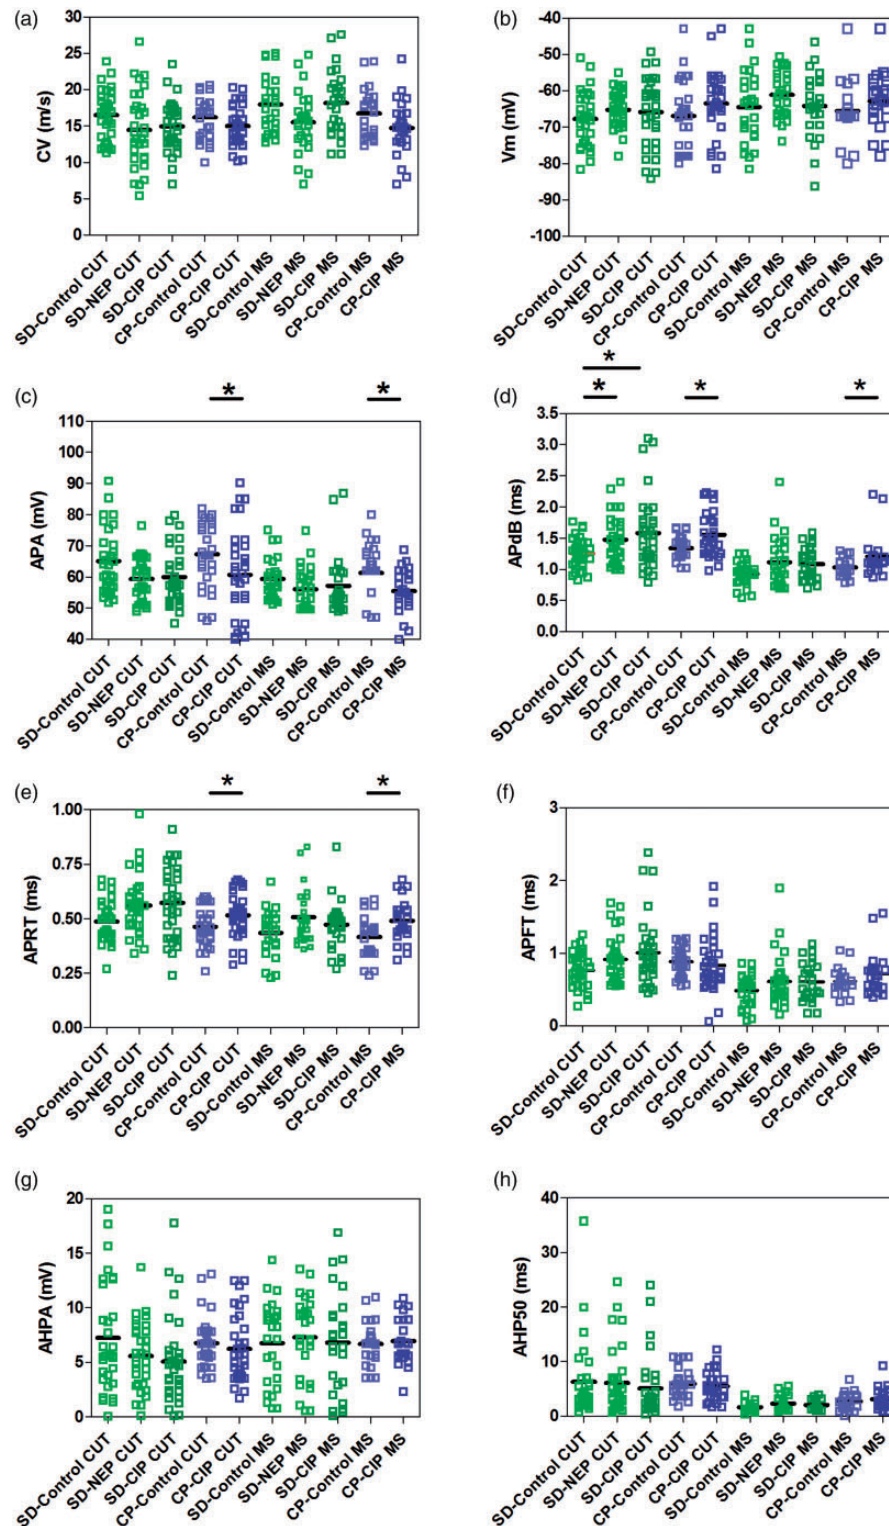 (a)
30
25
20
15
10
5
0
CV (m/s)
SD-Control CUT
SD-NEP CUT
SD-CIP CUT
CP-Control CUT
CP-CIP CUT
SD-Control MS
SD-NEP MS
SD-CIP MS
CP-Control MS
CP-CIP MS
(b)
-40
-50
-60
-70
-80
-90
-100
Vm (mV)
SD-Control CUT
SD-NEP CUT
SD-CIP CUT
CP-Control CUT
CP-CIP CUT
SD-Control MS
SD-NEP MS
SD-CIP MS
CP-Control MS
CP-CIP MS
(c)
* *
110
100
90
80
70
60
50
40
APA (mV)
SD-Control CUT
SD-NEP CUT
SD-CIP CUT
CP-Control CUT
CP-CIP CUT
SD-Control MS
SD-NEP MS
SD-CIP MS
CP-Control MS
CP-CIP MS
(d)
*
* * *
3.5
3.0
2.5
2.0
1.5
1.0
0.5
0.0
APdB (ms)
SD-Control CUT
SD-NEP CUT
SD-CIP CUT
CP-Control CUT
CP-CIP CUT
SD-Control MS
SD-NEP MS
SD-CIP MS
CP-Control MS
CP-CIP MS
(e)
* *
1.00
0.75
0.50
0.25
0.00
APRT (ms)
SD-Control CUT
SD-NEP CUT
SD-CIP CUT
CP-Control CUT
CP-CIP CUT
SD-Control MS
SD-NEP MS
SD-CIP MS
CP-Control MS
CP-CIP MS
(f)
3
2
1
0
APFT (ms)
SD-Control CUT
SD-NEP CUT
SD-CIP CUT
CP-Control CUT
CP-CIP CUT
SD-Control MS
SD-NEP MS
SD-CIP MS
CP-Control MS
CP-CIP MS
(g)
20
15
10
5
0
AHPA (mV)
SD-Control CUT
SD-NEP CUT
SD-CIP CUT
CP-Control CUT
CP-CIP CUT
SD-Control MS
SD-NEP MS
SD-CIP MS
CP-Control MS
CP-CIP MS
(h)
40
30
20
10
0
AHP50 (ms)
SD-Control CUT
SD-NEP CUT
SD-CIP CUT
CP-Control CUT
CP-CIP CUT
SD-Control MS
SD-NEP MS
SD-CIP MS
CP-Control MS
CP-CIP MS